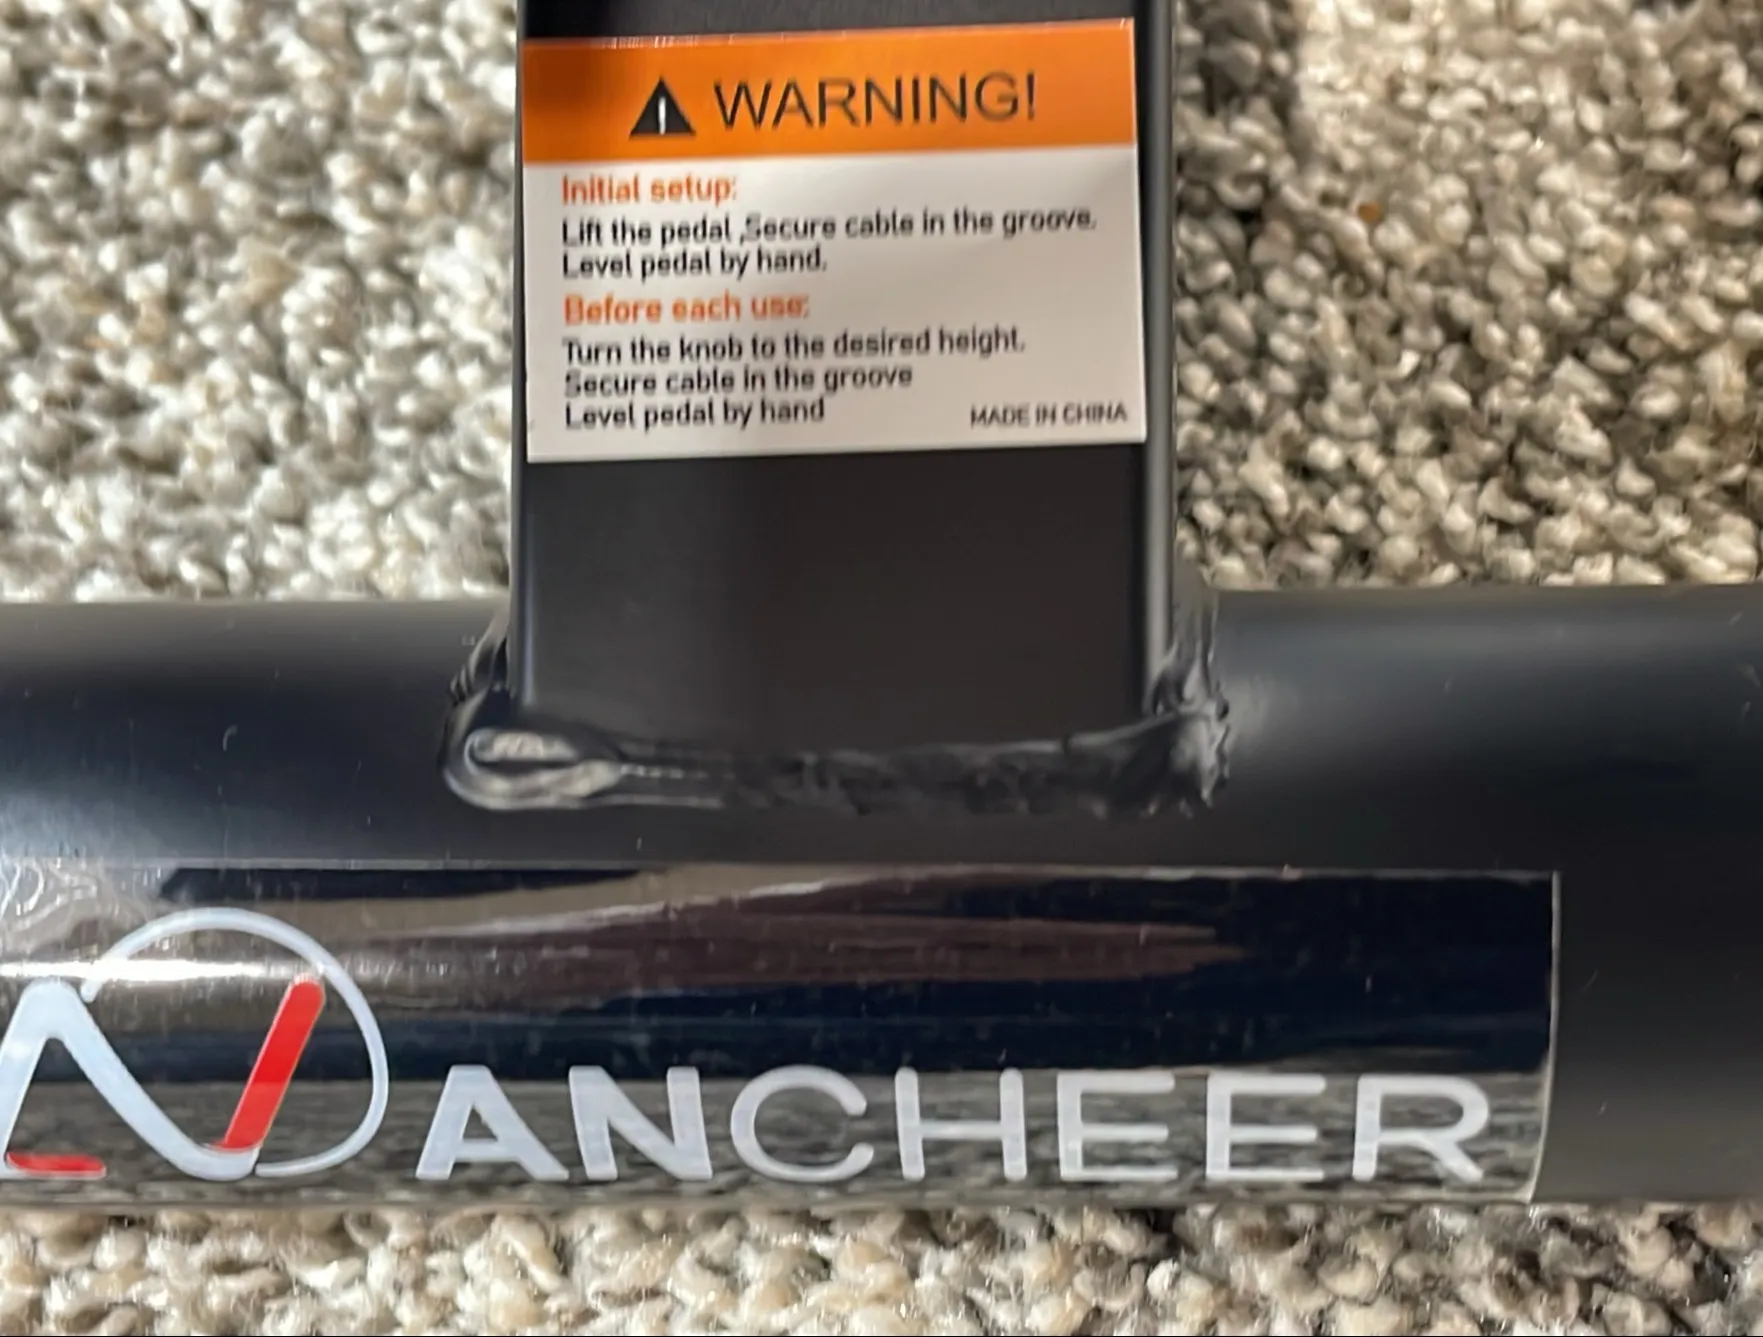 WARNING!
Initial setup:
Lift the pedal ,Secure cable in the groove.
Level pedal by hand.
Before each use:
Turn the knob to the desired height.
Secure cable in the groove
Level pedal by hand
MADE IN CHINA
ANCHEER